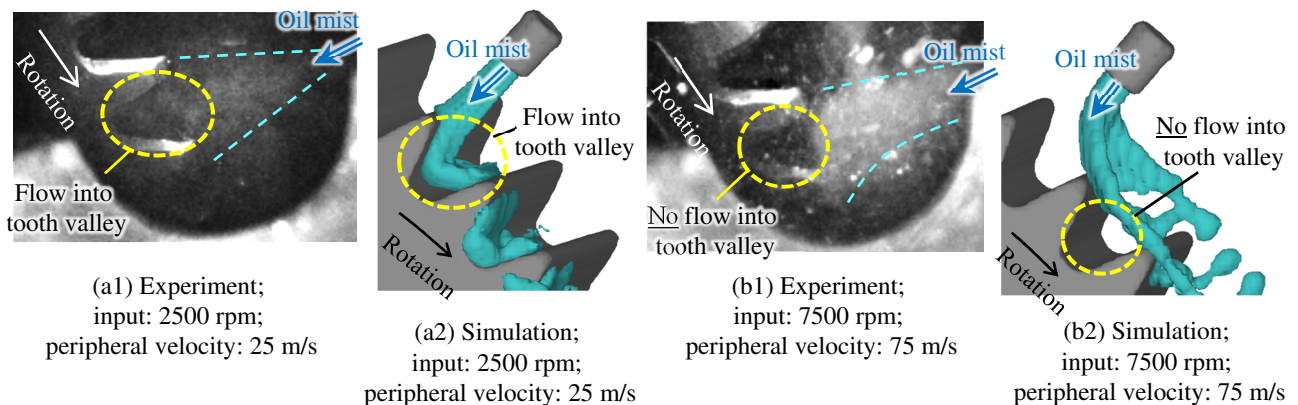 Oil mist
Rotation
Flow into
tooth valley
(a1) Experiment;
input: 2500 rpm;
peripheral velocity: 25 m/s
Oil mist
Flow into
tooth valley
Rotation
(a2) Simulation;
input: 2500 rpm;
peripheral velocity: 25 m/s
Oil mist
Rotation
No flow into
tooth valley
(b1) Experiment;
input: 7500 rpm;
peripheral velocity: 75 m/s
Oil mist
No flow into
tooth valley
Rotation
(b2) Simulation;
input: 7500 rpm;
peripheral velocity: 75 m/s